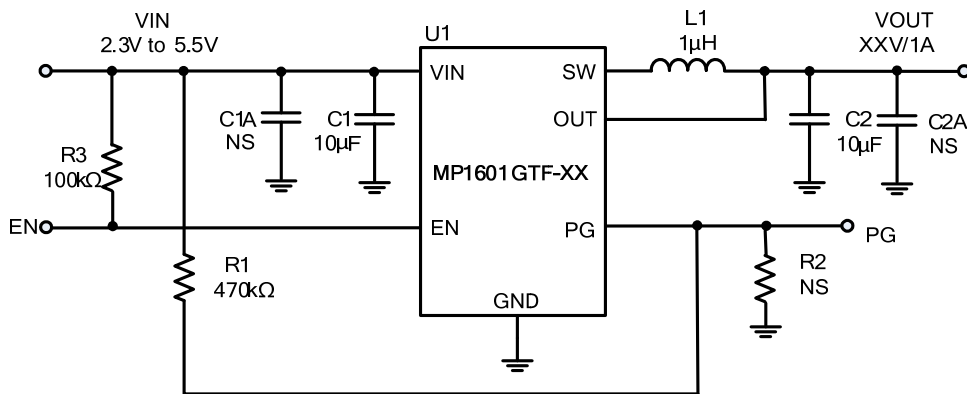 VIN
2.3V to 5.5V
U1
L1
1µH
VOUT
XXV/1A
VIN
SW
C1A
NS
C1
10µF
OUT
C2
10µF
C2A
NS
R3
100kΩ
MP1601GTF-XX
EN
EN
PG
PG
R1
470kΩ
R2
NS
GND